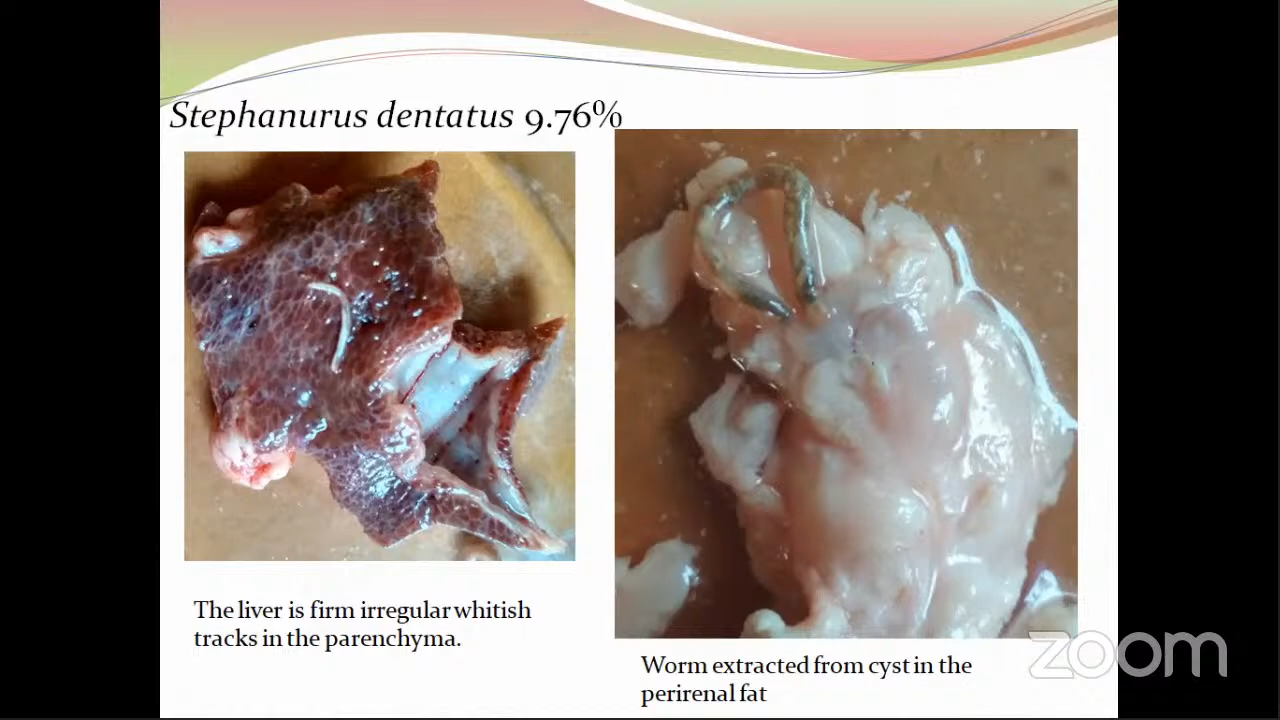 Stephanurus dentatus 9.76%
The liver is firm irregular whitish
tracks in the parenchyma.
Worm extracted from cyst in the
perirenal fat
zoom